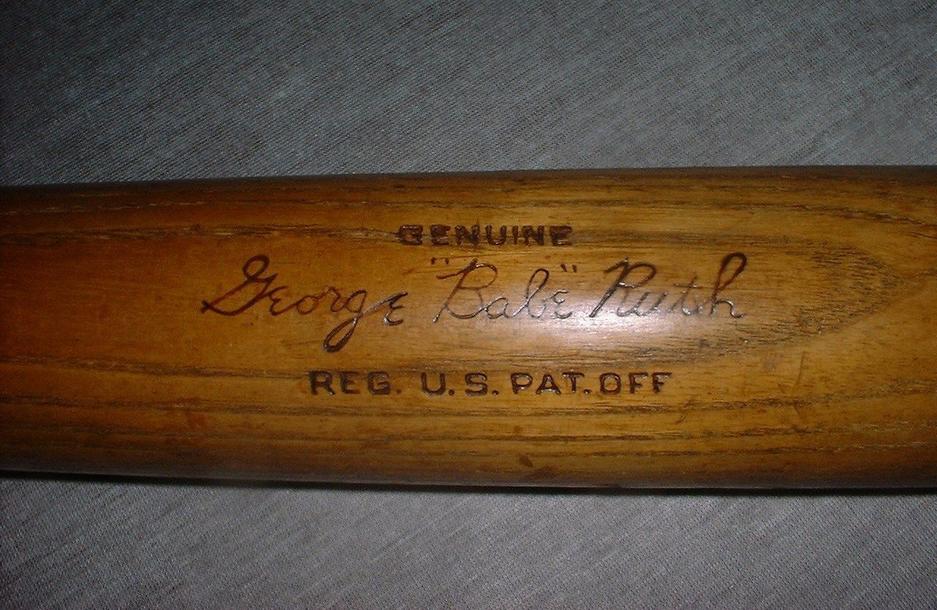 GENUINE
George "Babe" Ruth
REG. U.S. PAT. OFF